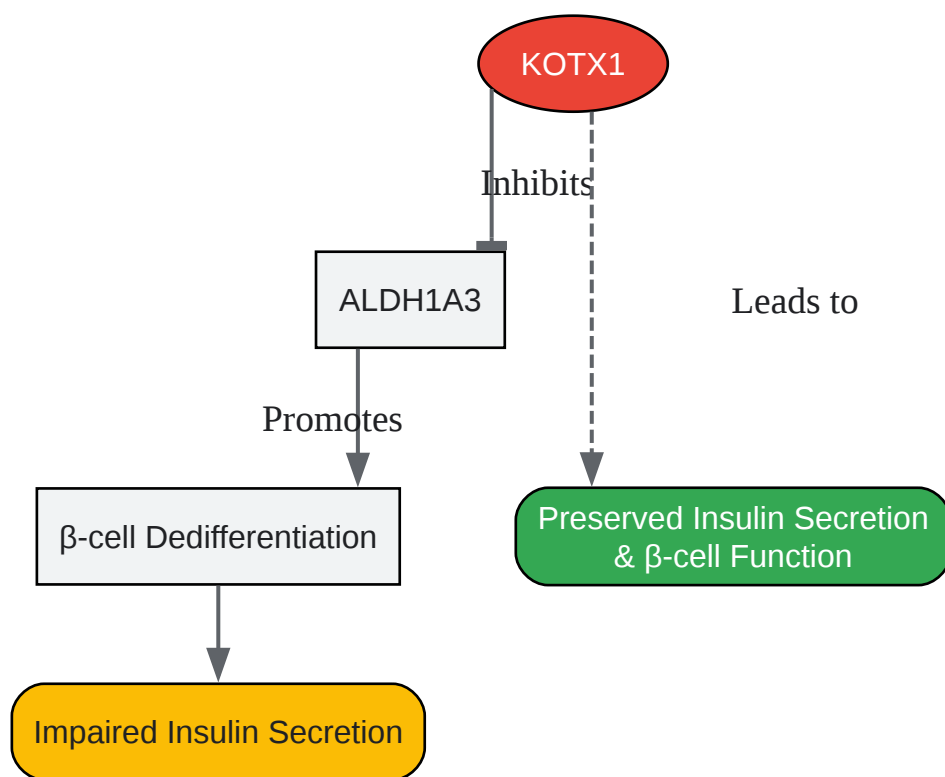 KOTX1
Inhibits
ALDH1A3
Leads to
Promotes
β-cell Dedifferentiation
Preserved Insulin Secretion
& β-cell Function
Impaired Insulin Secretion